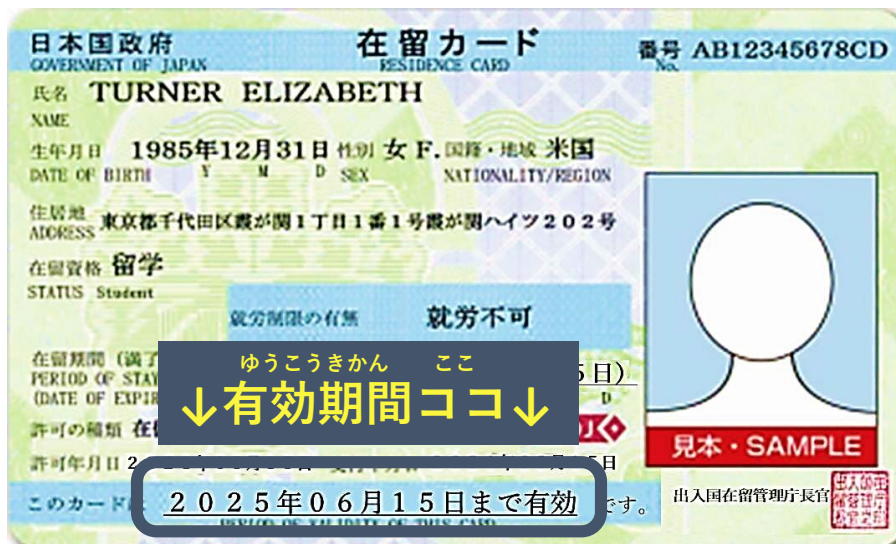 日本国政府 在留カード 番号 AB12345678CD
GOVERNMENT OF JAPAN RESIDENCE CARD No.
氏名 TURNER ELIZABETH
NAME
生年月日 1985年12月31日 性別 女 F. 国籍・地域 米国
DATE OF BIRTH Y M D SEX NATIONALITY/REGION
住居地 東京都千代田区霞が関1丁目1番1号霞が関ハイツ202号
ADDRESS
在留資格 留学
STATUS Student
就労制限の有無 就労不可
在留期間 (満了
PERIOD OF STAY
(DATE OF EXPIR
日)
D
ゆうこうきかん ここ
↓有効期間ココ↓
許可の種類 在
許可年月日 2
日
見本・SAMPLE
このカードは 2025年06月15日まで有効 です。
PERIOD OF VALIDITY OF THIS CARD
出入国在留管理庁長官